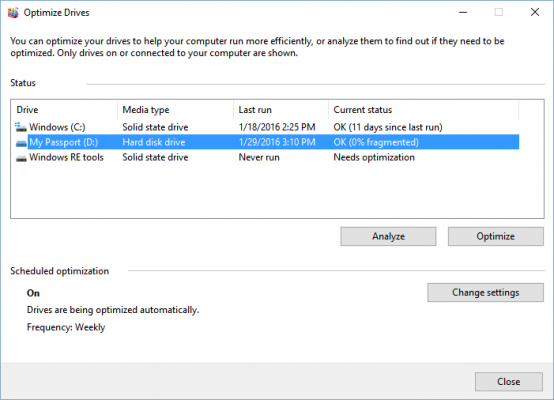 Optimize Drives
You can optimize your drives to help your computer run more efficiently, or analyze them to find out if they need to be
optimized. Only drives on or connected to your computer are shown.
Status
Drive Media type Last run Current status
Windows (C:) Solid state drive 1/18/2016 2:25 PM OK (11 days since last run)
My Passport (D:) Hard disk drive 1/29/2016 3:10 PM OK (0% fragmented)
Windows RE tools Solid state drive Never run Needs optimization
Analyze Optimize
Scheduled optimization
On Change settings
Drives are being optimized automatically.
Frequency: Weekly
Close